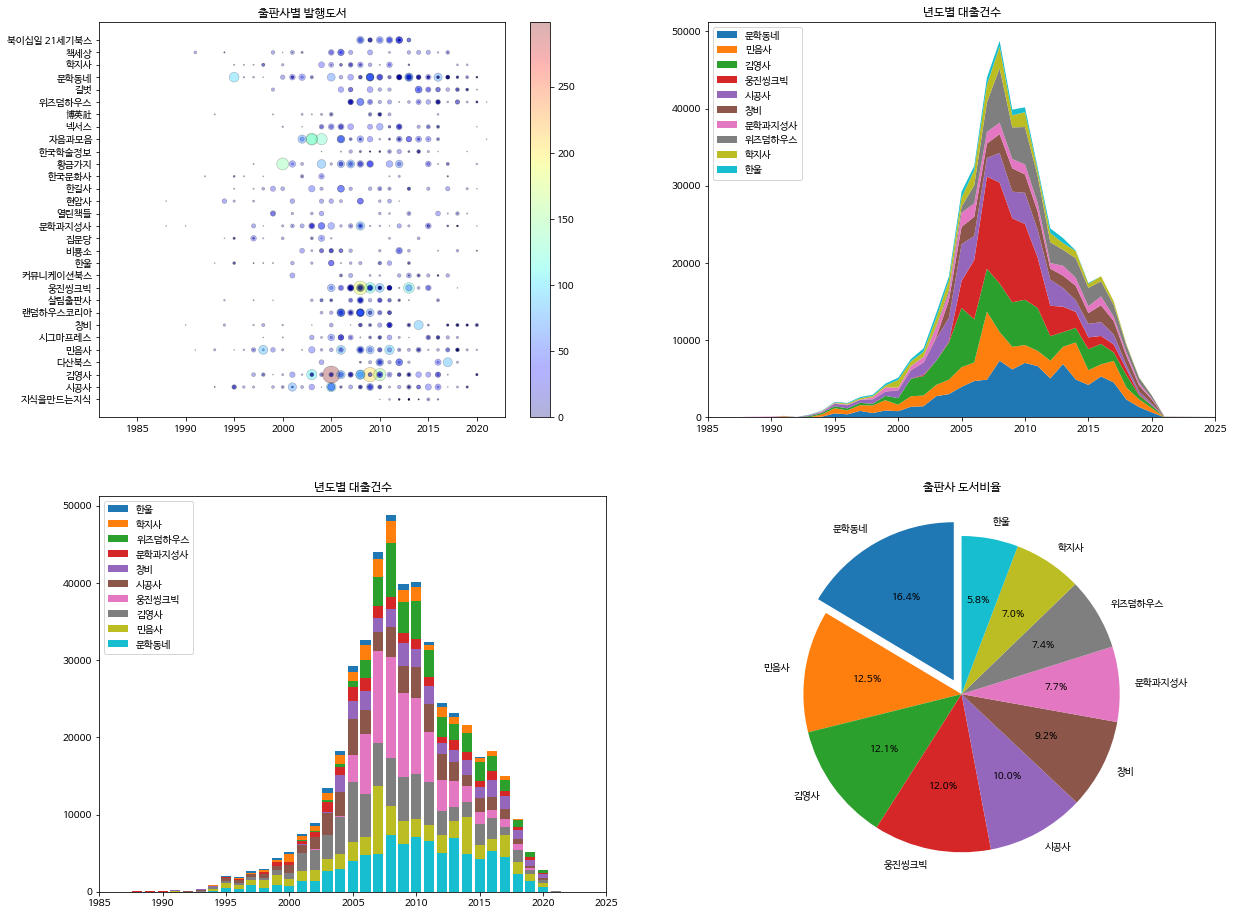 출판사별 발행도서
북이십일 21세기북스
책세상
학지사
문학동네
길벗
위즈덤하우스
博英社
넥서스
자음과모음
한국학술정보
황금가지
한국문화사
한길사
현암사
열린책들
문학과지성사
집문당
비룡소
한울
커뮤니케이션북스
웅진씽크빅
살림출판사
랜덤하우스코리아
창비
시그마프레스
민음사
다산북스
김영사
시공사
지식을만드는지식
1985 1990 1995 2000 2005 2010 2015 2020
250
200
150
100
50
0
년도별 대출건수
50000
40000
30000
20000
10000
0
문학동네
민음사
김영사
웅진씽크빅
시공사
창비
문학과지성사
위즈덤하우스
학지사
한울
1985 1990 1995 2000 2005 2010 2015 2020 2025
년도별 대출건수
50000
40000
30000
20000
10000
0
한울
학지사
위즈덤하우스
문학과지성사
창비
시공사
웅진씽크빅
김영사
민음사
문학동네
1985 1990 1995 2000 2005 2010 2015 2020 2025
출판사 도서비율
문학동네
16.4%
민음사
12.5%
김영사
12.1%
웅진씽크빅
12.0%
시공사
10.0%
창비
9.2%
문학과지성사
7.7%
위즈덤하우스
7.4%
학지사
7.0%
한울
5.8%